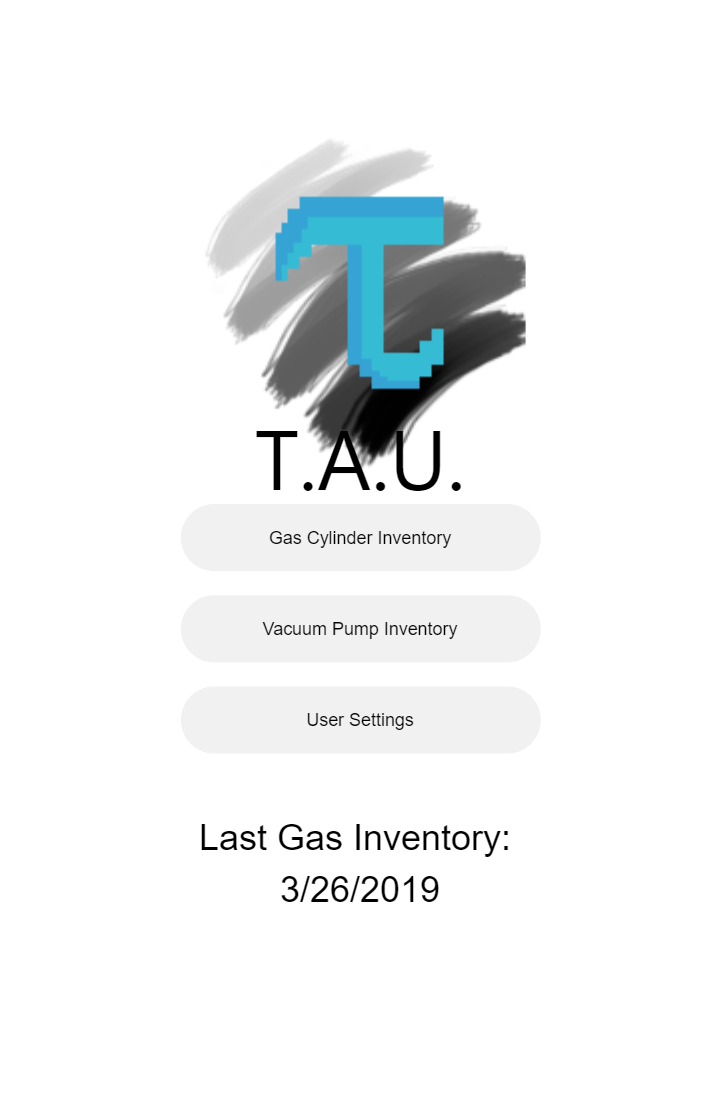 τ
T.A.U.
Gas Cylinder Inventory
Vacuum Pump Inventory
User Settings
Last Gas Inventory:
3/26/2019